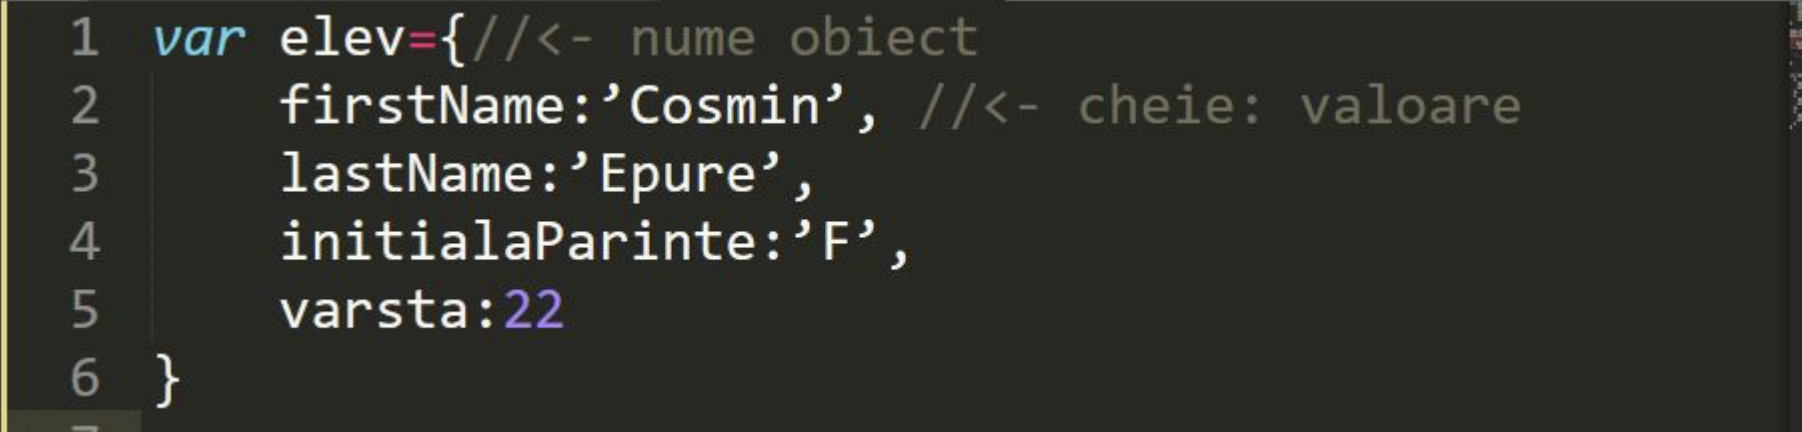 1 var elev={//<- nume obiect
2 firstName:’Cosmin’, //<- cheie: valoare
3 lastName:’Epure’,
4 initialaParinte:’F’,
5 varsta:22
6 }